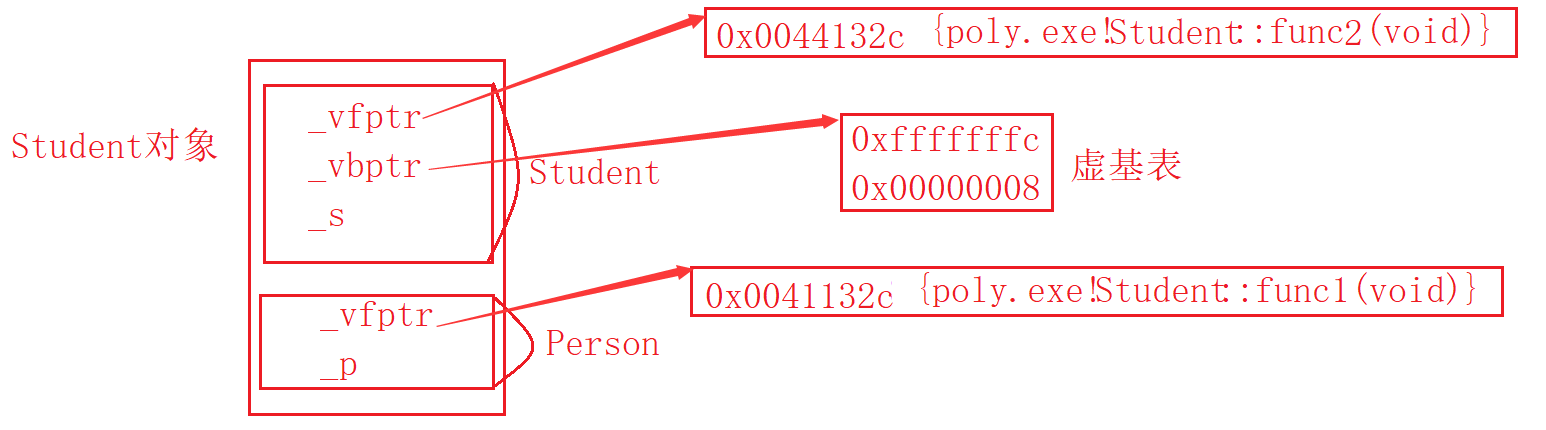 0x0044132c {poly.exe!Student::func2(void)}
Student对象
_vfptr
_vbptr
_s
Student
0xfffffffc
0x00000008
虚基表
0x0041132c {poly.exe!Student::func1(void)}
_vfptr
_p
Person